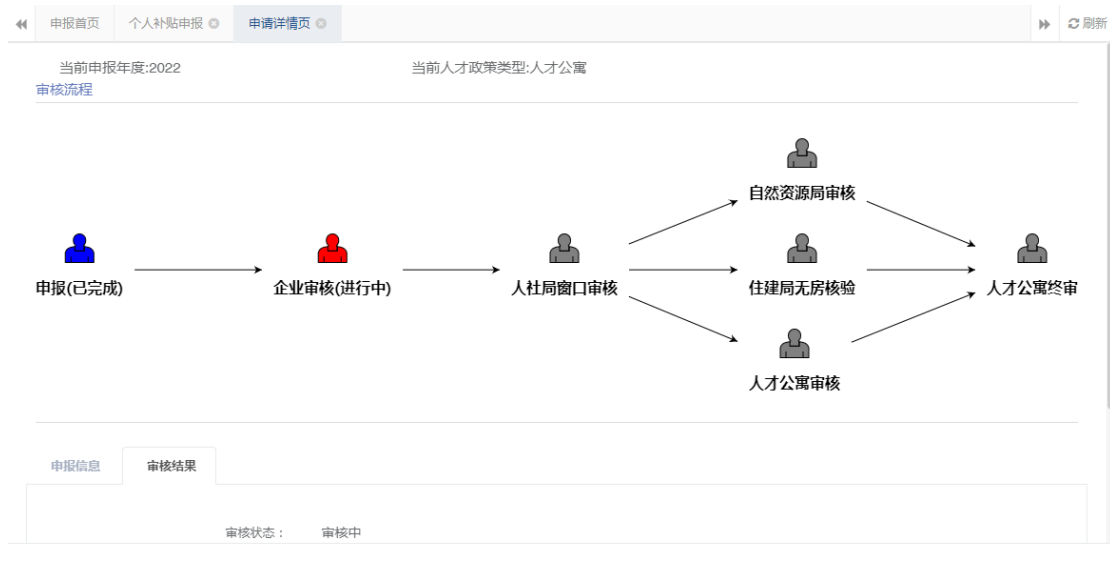 申报首页 个人补贴申报 申请详情页 刷新
当前申报年度:2022 当前人才政策类型:人才公寓
审核流程
自然资源局审核
申报(已完成) 企业审核(进行中) 人社局窗口审核 住建局无房核验 人才公寓终审
人才公寓审核
申报信息 审核结果
审核状态： 审核中